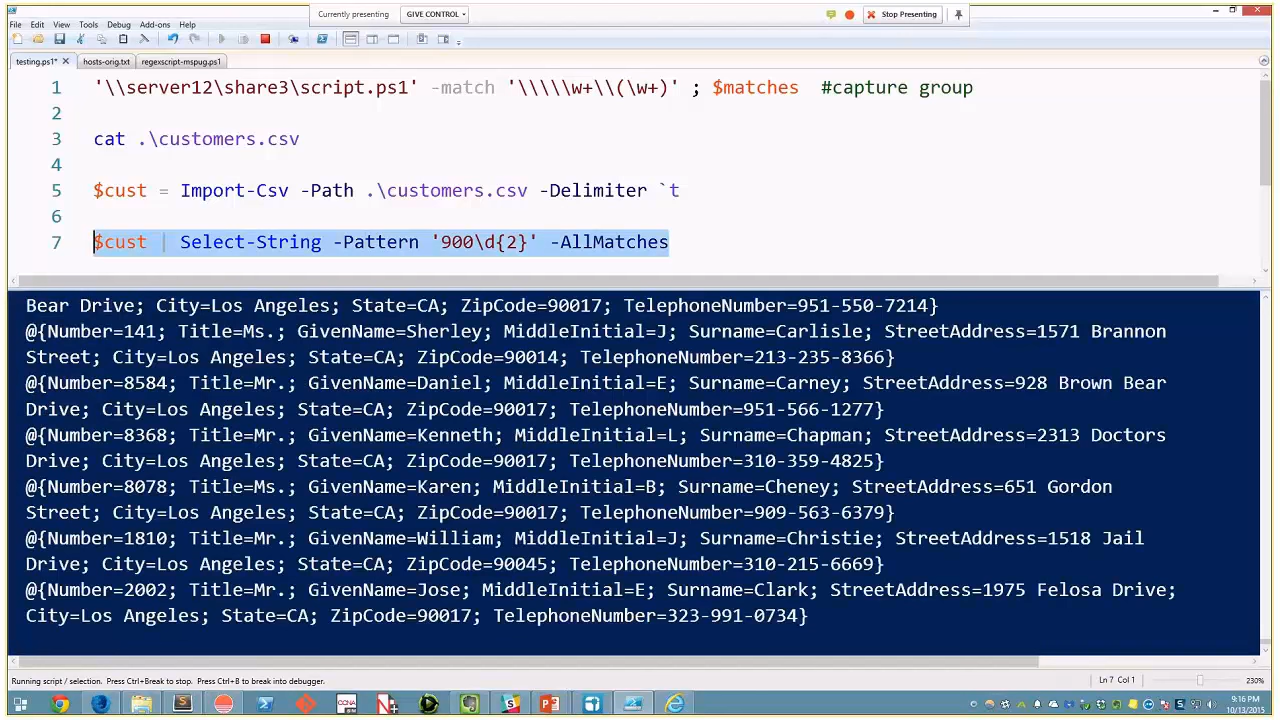 Currently presenting
GIVE CONTROL
Stop Presenting
File Edit View Tools Debug Add-ons Help
testing.ps1* hosts-orig.txt regexscript-mspug.ps1
1 '\\server12\share3\script.ps1' -match '\\\\\w+\\(\w+)' ; $matches #capture group
2
3 cat .\customers.csv
4
5 $cust = Import-Csv -Path .\customers.csv -Delimiter `t
6
7 $cust | Select-String -Pattern '900\d{2}' -AllMatches
Bear Drive; City=Los Angeles; State=CA; ZipCode=90017; TelephoneNumber=951-550-7214}
@{Number=141; Title=Ms.; GivenName=Sherley; MiddleInitial=J; Surname=Carlisle; StreetAddress=1571 Brannon
Street; City=Los Angeles; State=CA; ZipCode=90014; TelephoneNumber=213-235-8366}
@{Number=8584; Title=Mr.; GivenName=Daniel; MiddleInitial=E; Surname=Carney; StreetAddress=928 Brown Bear
Drive; City=Los Angeles; State=CA; ZipCode=90017; TelephoneNumber=951-566-1277}
@{Number=8368; Title=Mr.; GivenName=Kenneth; MiddleInitial=L; Surname=Chapman; StreetAddress=2313 Doctors
Drive; City=Los Angeles; State=CA; ZipCode=90017; TelephoneNumber=310-359-4825}
@{Number=8078; Title=Ms.; GivenName=Karen; MiddleInitial=B; Surname=Cheney; StreetAddress=651 Gordon
Street; City=Los Angeles; State=CA; ZipCode=90017; TelephoneNumber=909-563-6379}
@{Number=1810; Title=Mr.; GivenName=William; MiddleInitial=J; Surname=Christie; StreetAddress=1518 Jail
Drive; City=Los Angeles; State=CA; ZipCode=90045; TelephoneNumber=310-215-6669}
@{Number=2002; Title=Mr.; GivenName=Jose; MiddleInitial=E; Surname=Clark; StreetAddress=1975 Felosa Drive;
City=Los Angeles; State=CA; ZipCode=90017; TelephoneNumber=323-991-0734}
Running script / selection. Press Ctrl+Break to stop. Press Ctrl+B to break into debugger.
Ln 7 Col 1
230%
9:16 PM
10/13/2015